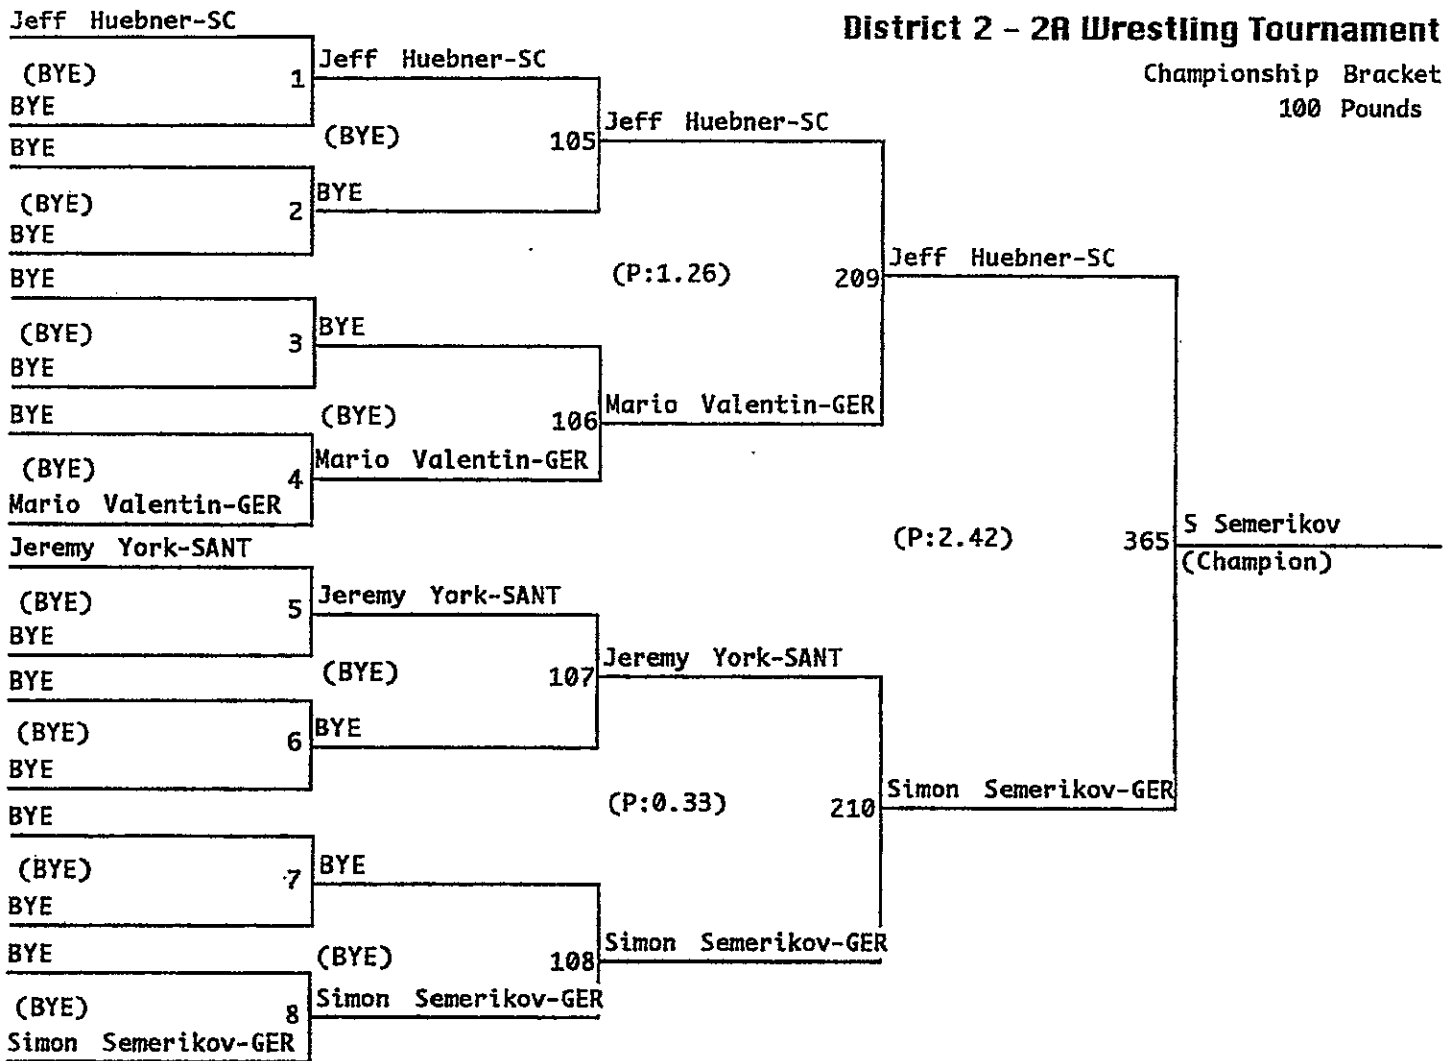 District 2 - 2A Wrestling Tournament
Championship Bracket
100 Pounds
Jeff Huebner-SC
(BYE)
1
BYE
Jeff Huebner-SC
BYE
(BYE)
2
BYE
BYE
(BYE)
105
Jeff Huebner-SC
BYE
(BYE)
3
BYE
BYE
BYE
(BYE)
4
Mario Valentin-GER
Mario Valentin-GER
(BYE)
106
Mario Valentin-GER
(P:1.26)
209
Jeff Huebner-SC
Jeremy York-SANT
(BYE)
5
BYE
Jeremy York-SANT
BYE
(BYE)
6
BYE
BYE
(BYE)
107
Jeremy York-SANT
BYE
(BYE)
7
BYE
BYE
BYE
(BYE)
8
Simon Semerikov-GER
Simon Semerikov-GER
(BYE)
108
Simon Semerikov-GER
(P:0.33)
210
Simon Semerikov-GER
(P:2.42)
365
S Semerikov
(Champion)